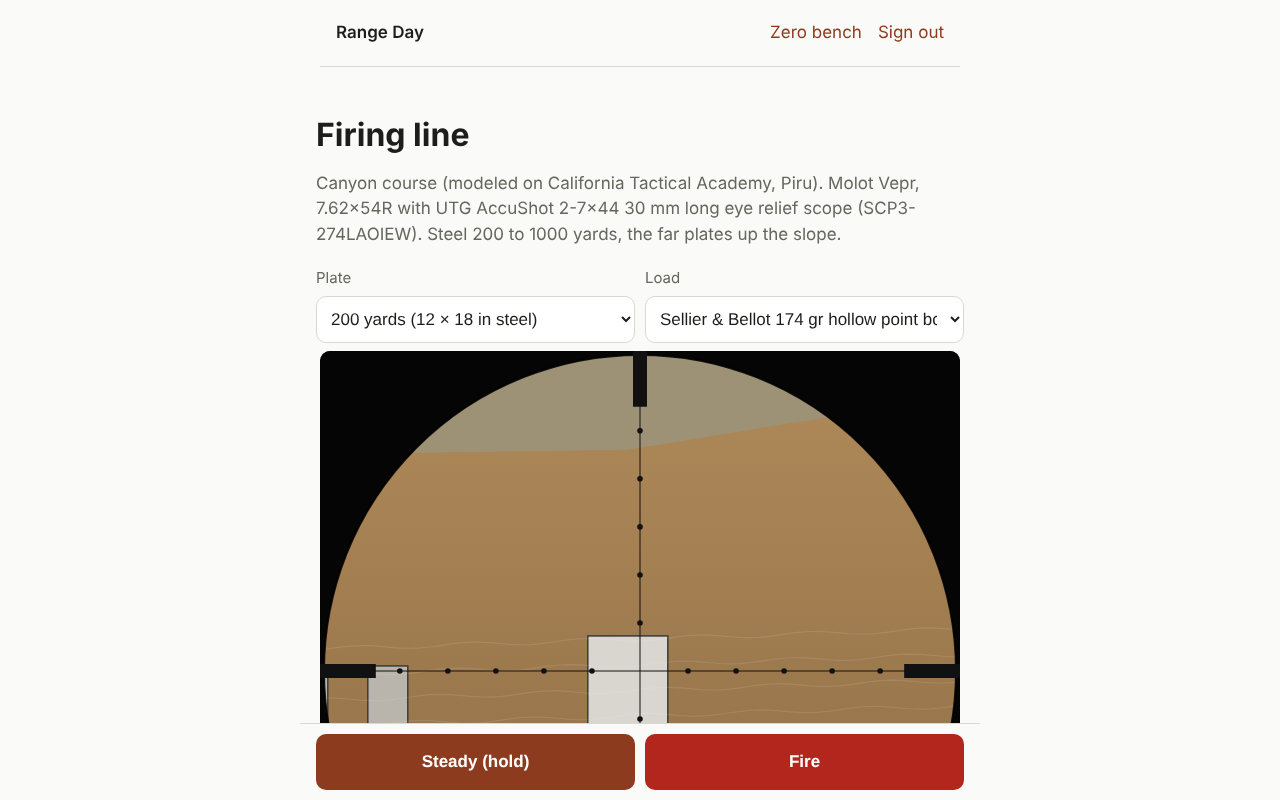 Range Day
Zero bench Sign out
Firing line
Canyon course (modeled on California Tactical Academy, Piru). Molot Vepr,
7.62×54R with UTG AccuShot 2-7×44 30 mm long eye relief scope (SCP3-
274LAOIEW). Steel 200 to 1000 yards, the far plates up the slope.
Plate
Load
200 yards (12 × 18 in steel)
Sellier & Bellot 174 gr hollow point
Steady (hold)
Fire